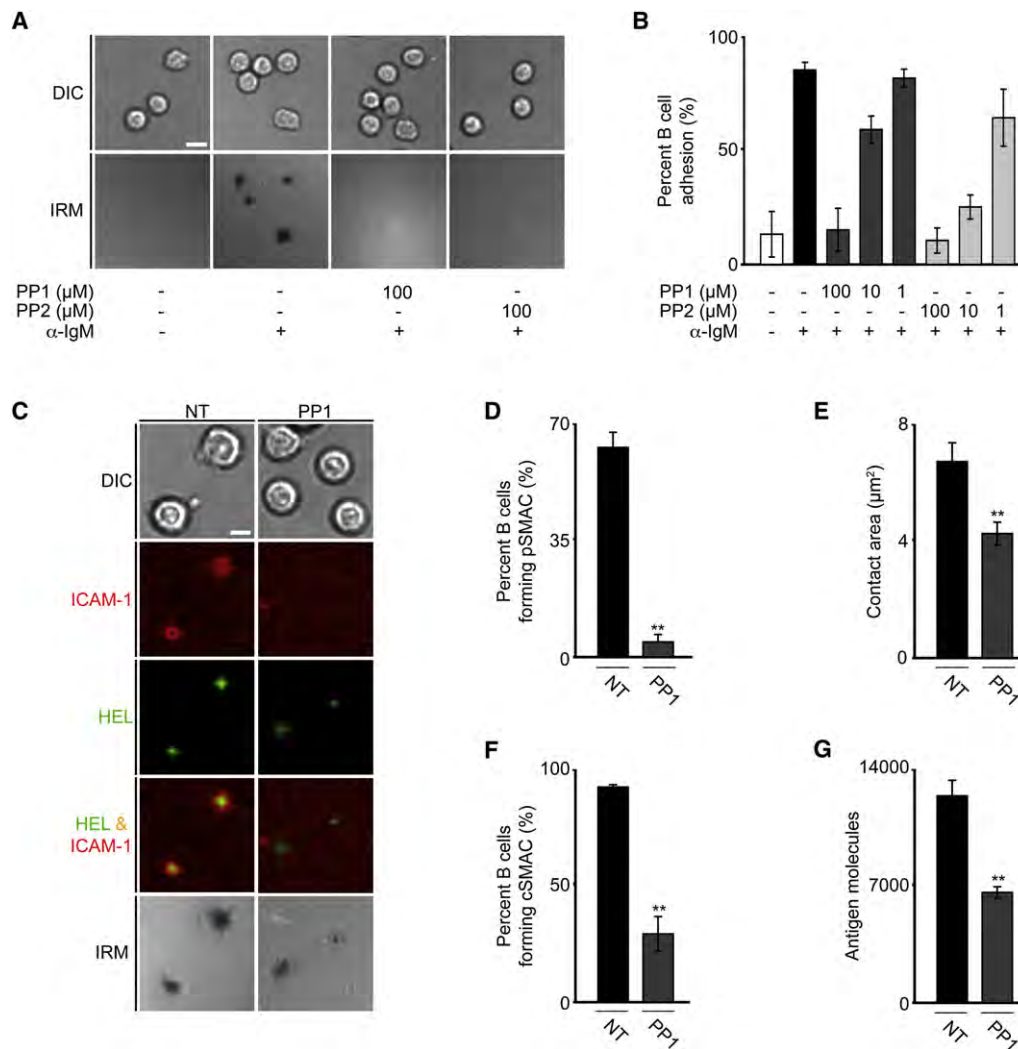 A
DIC
IRM
PP1 (μM) - - 100
PP2 (μM) - - 100
α-IgM - + + +
B
Percent B cell
adhesion (%)
100
50
0
PP1 (μM) - - 100 10 1
PP2 (μM) - - 100 10 1
α-IgM - + + + + + + +
C
NT PP1
DIC
ICAM-1
HEL
HEL &
ICAM-1
IRM
D
Percent B cells
forming pSMAC (%)
70
35
0
**
NT PP1
E
Contact area (μm²)
8
4
0
**
NT PP1
F
Percent B cells
forming cSMAC (%)
100
50
0
**
NT PP1
G
Antigen molecules
14000
7000
0
**
NT PP1